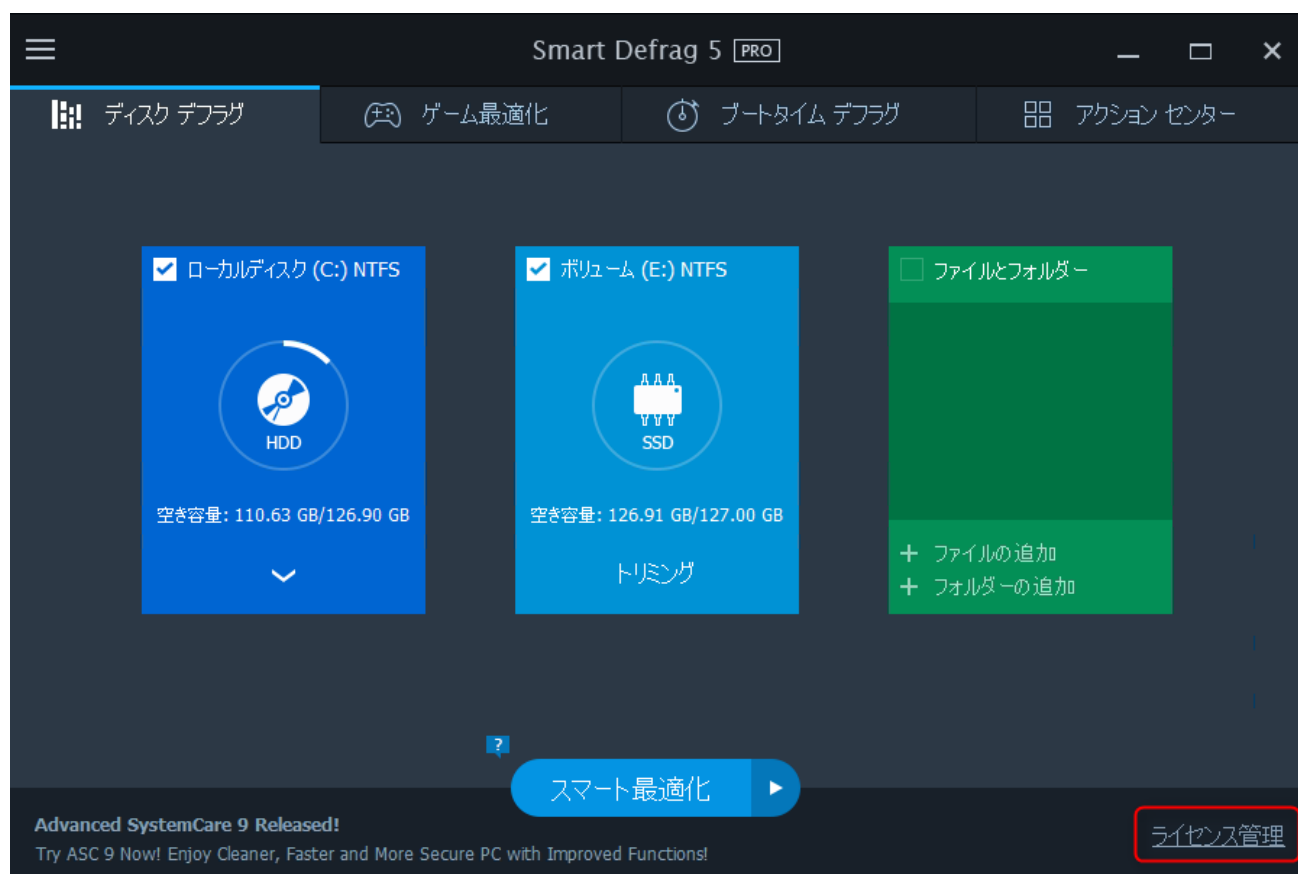 Smart Defrag 5 PRO
ディスク デフラグ
ゲーム最適化
ブートタイム デフラグ
アクション センター
ローカルディスク (C:) NTFS
HDD
空き容量: 110.63 GB/126.90 GB
ボリューム (E:) NTFS
SSD
空き容量: 126.91 GB/127.00 GB
トリミング
ファイルとフォルダー
+ ファイルの追加
+ フォルダーの追加
?
スマート最適化
Advanced SystemCare 9 Released!
Try ASC 9 Now! Enjoy Cleaner, Faster and More Secure PC with Improved Functions!
ライセンス管理